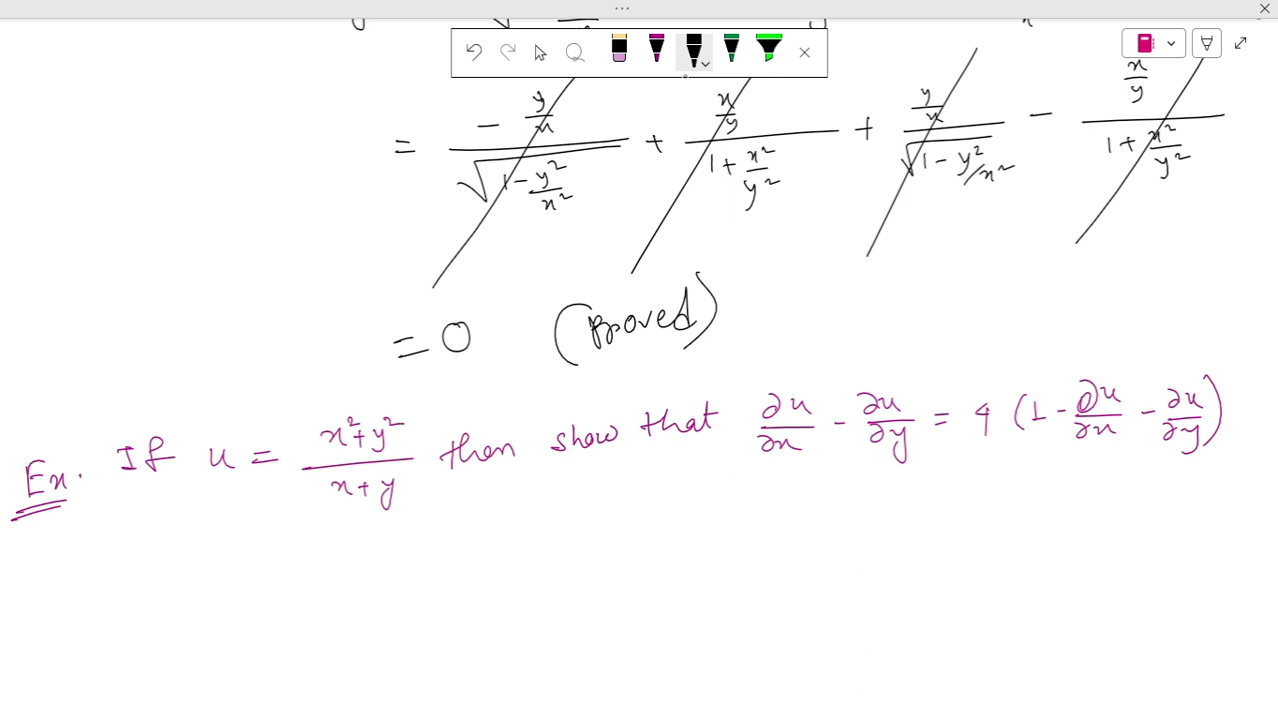 = - y/x / √(1 - y²/x²) + x/y / (1 + x²/y²) + y/x / √(1 - y²/x²) - x/y / (1 + x²/y²)
= 0 (Proved)
Ex. If u = (x² + y²) / (x + y) then show that ∂u/∂x - ∂u/∂y = 4 (1 - ∂u/∂x - ∂u/∂y)